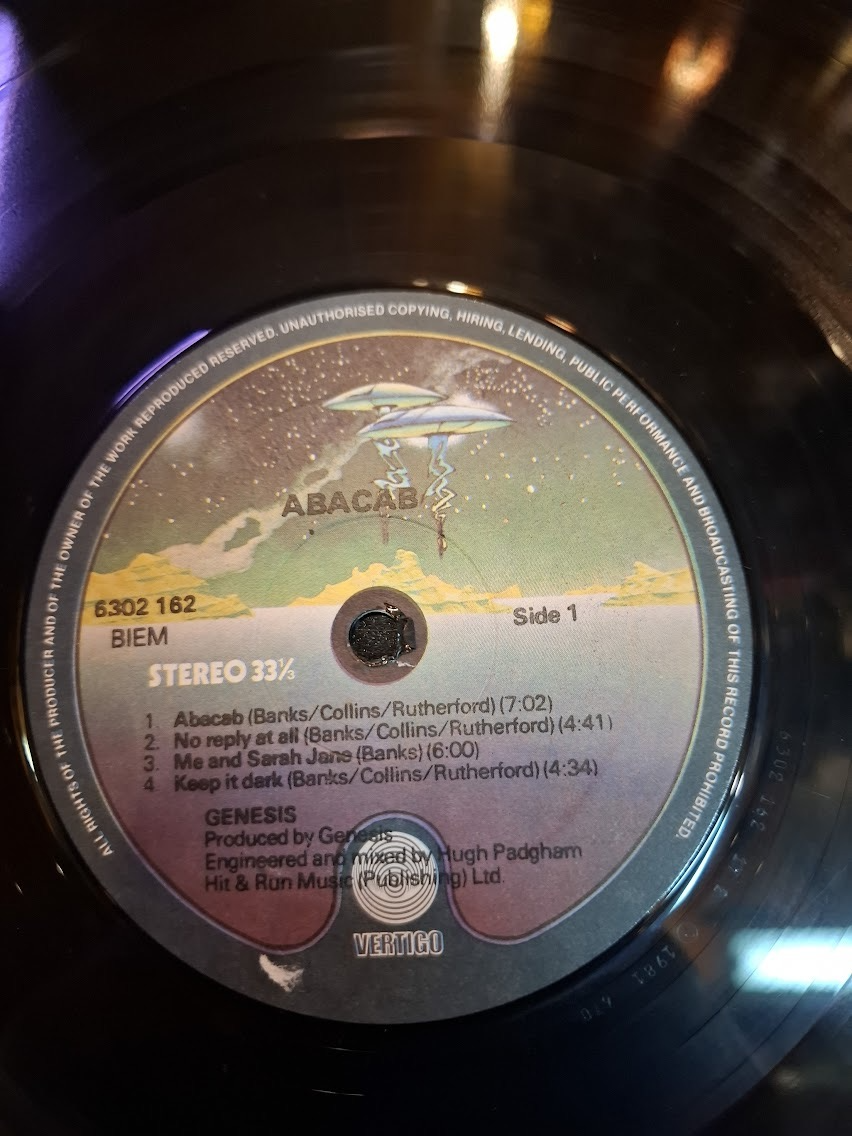 ALL RIGHTS OF THE PRODUCER AND OF THE OWNER OF THE WORK REPRODUCED RESERVED. UNAUTHORISED COPYING, HIRING, LENDING, PUBLIC PERFORMANCE AND BROADCASTING OF THIS RECORD PROHIBITED.
ABACAB
6302 162
BIEM
Side 1
STEREO 33⅓
1. Abacab (Banks/Collins/Rutherford) (7:02)
2. No reply at all (Banks/Collins/Rutherford) (4:41)
3. Me and Sarah Jane (Banks) (6:00)
4 Keep it dark (Banks/Collins/Rutherford) (4:34)
GENESIS
Produced by Genesis
Engineered and mixed by Hugh Padgham
Hit & Run Music (Publishing) Ltd.
VERTIGO
6302 162
℗ 1981